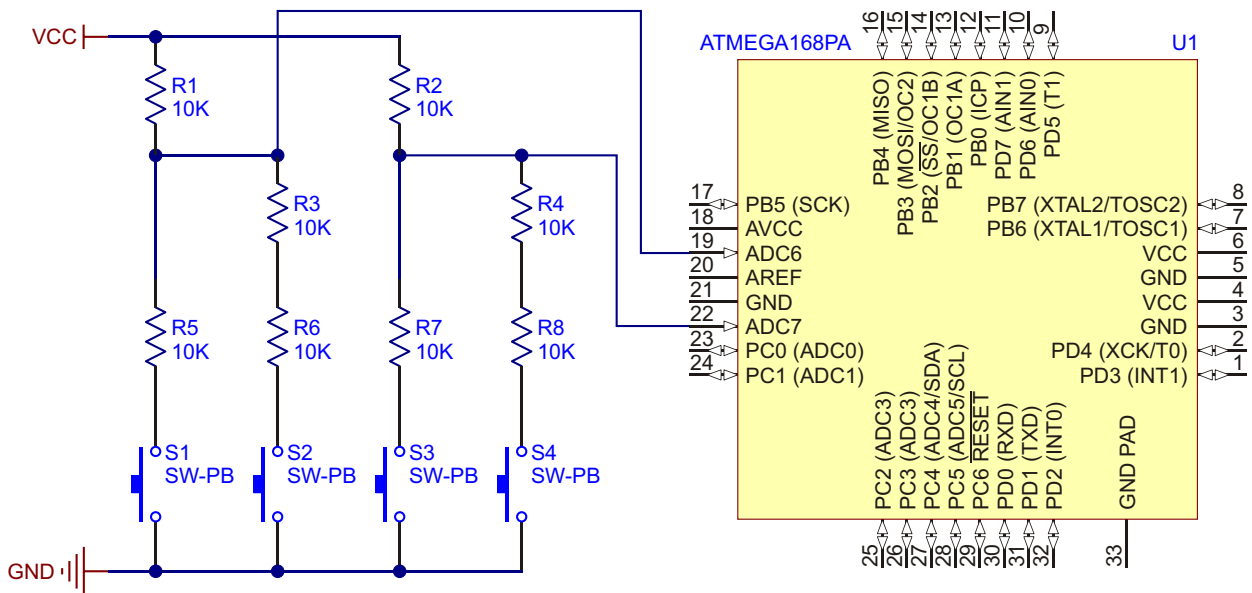 VCC
R1
10K
R2
10K
R3
10K
R4
10K
R5
10K
R6
10K
R7
10K
R8
10K
S1
SW-PB
S2
SW-PB
S3
SW-PB
S4
SW-PB
GND
ATMEGA168PA
U1
16
15
14
13
12
11
10
9
PB4 (MISO)
PB3 (MOSI/OC2)
PB2 (SS/OC1B)
PB1 (OC1A)
PB0 (ICP)
PD7 (AIN1)
PD6 (AIN0)
PD5 (T1)
17
PB5 (SCK)
18
AVCC
19
ADC6
20
AREF
21
GND
22
ADC7
23
PC0 (ADC0)
24
PC1 (ADC1)
PB7 (XTAL2/TOSC2)
8
PB6 (XTAL1/TOSC1)
7
VCC
6
GND
5
VCC
4
GND
3
PD4 (XCK/T0)
2
PD3 (INT1)
1
PC2 (ADC3)
PC3 (ADC3)
PC4 (ADC4/SDA)
PC5 (ADC5/SCL)
PC6 RESET
PD0 (RXD)
PD1 (TXD)
PD2 (INT0)
GND PAD
25
26
27
28
29
30
31
32
33